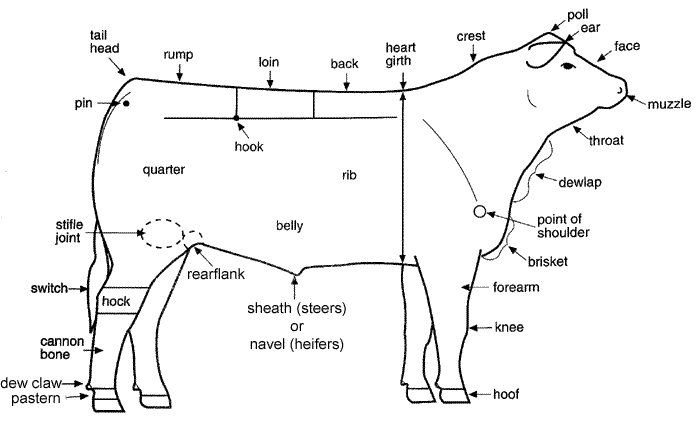 poll
ear
tail
head
rump
loin
back
heart
girth
crest
face
pin
muzzle
hook
throat
quarter
rib
dewlap
belly
point of
shoulder
stifle
joint
brisket
rearflank
switch
hock
forearm
sheath (steers)
or
navel (heifers)
knee
cannon
bone
dew claw
pastern
hoof